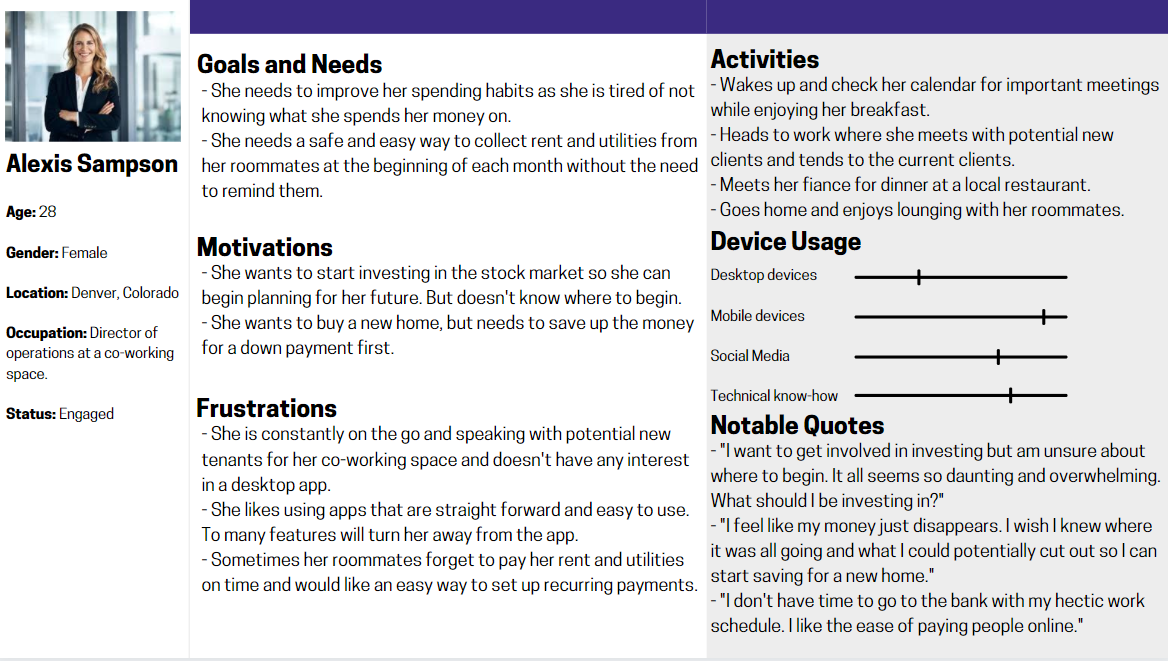 Alexis Sampson
Age: 28
Gender: Female
Location: Denver, Colorado
Occupation: Director of
operations at a co-working
space.
Status: Engaged
Goals and Needs
- She needs to improve her spending habits as she is tired of not
knowing what she spends her money on.
- She needs a safe and easy way to collect rent and utilities from
her roommates at the beginning of each month without the need
to remind them.
Motivations
- She wants to start investing in the stock market so she can
begin planning for her future. But doesn't know where to begin.
- She wants to buy a new home, but needs to save up the money
for a down payment first.
Frustrations
- She is constantly on the go and speaking with potential new
tenants for her co-working space and doesn't have any interest
in a desktop app.
- She likes using apps that are straight forward and easy to use.
To many features will turn her away from the app.
- Sometimes her roommates forget to pay her rent and utilities
on time and would like an easy way to set up recurring payments.
Activities
- Wakes up and check her calendar for important meetings
while enjoying her breakfast.
- Heads to work where she meets with potential new
clients and tends to the current clients.
- Meets her fiance for dinner at a local restaurant.
- Goes home and enjoys lounging with her roommates.
Device Usage
Desktop devices
Mobile devices
Social Media
Technical know-how
Notable Quotes
- "I want to get involved in investing but am unsure about
where to begin. It all seems so daunting and overwhelming.
What should I be investing in?"
- "I feel like my money just disappears. I wish I knew where
it was all going and what I could potentially cut out so I can
start saving for a new home."
- "I don't have time to go to the bank with my hectic work
schedule. I like the ease of paying people online."